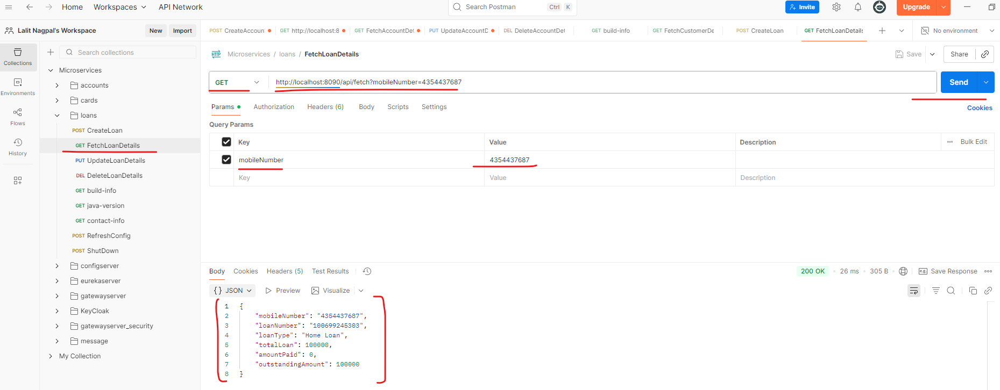 Home Workspaces API Network Search Postman Ctrl K Invite Upgrade
Lalit Nagpal's Workspace New Import
POST CreateAccoun GET http://localhost:8 GET FetchAccountDet PUT UpdateAccountD DEL DeleteAccountDet GET build-info GET FetchCustomerDe POST CreateLoan GET FetchLoanDetails No environment
Collections
Environments
Flows
History
Search collections
Microservices
accounts
cards
loans
POST CreateLoan
GET FetchLoanDetails
PUT UpdateLoanDetails
DEL DeleteLoanDetails
GET build-info
GET java-version
GET contact-info
POST RefreshConfig
POST ShutDown
configserver
eurekaserver
gatewayserver
KeyCloak
gatewayserver_security
message
My Collection
HTTP Microservices / loans / FetchLoanDetails Save Share
GET http://localhost:8090/api/fetch?mobileNumber=4354437687 Send
Params Authorization Headers (6) Body Scripts Settings Cookies
Query Params
Key Value Description Bulk Edit
mobileNumber 4354437687
Key Value Description
Body Cookies Headers (5) Test Results 200 OK 26 ms 305 B e.g. Save Response
{} JSON Preview Visualize
1 {
2 "mobileNumber": "4354437687",
3 "loanNumber": "100699245303",
4 "loanType": "Home Loan",
5 "totalLoan": 100000,
6 "amountPaid": 0,
7 "outstandingAmount": 100000
8 }